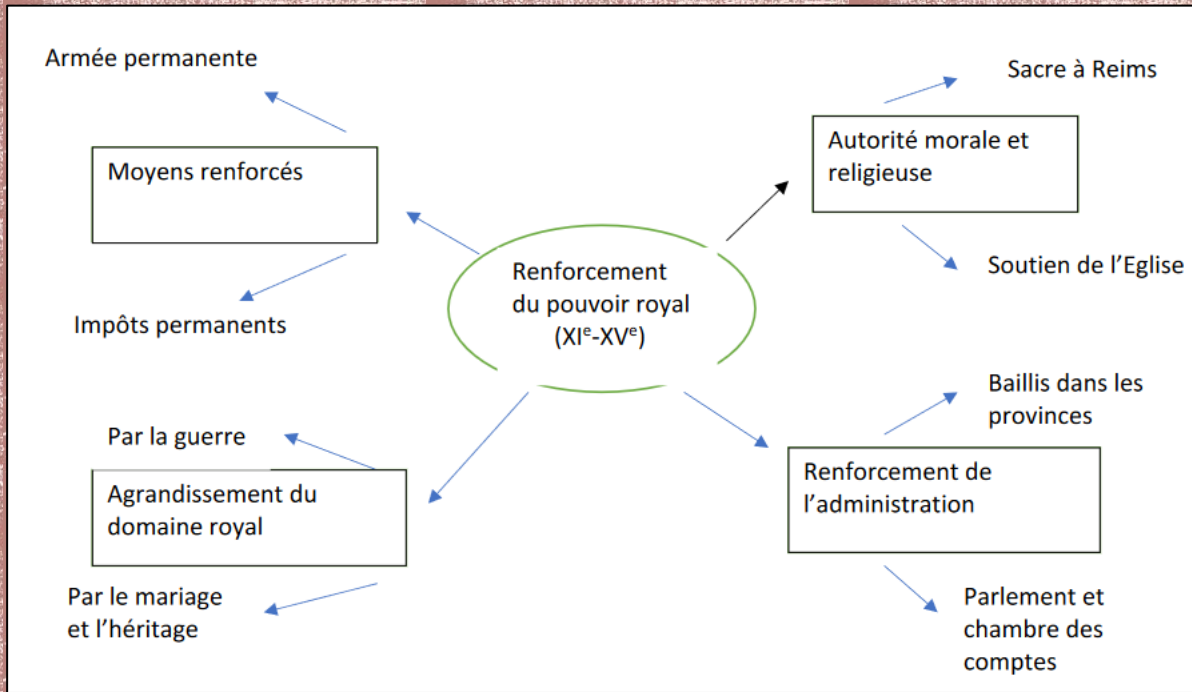 Armée permanente
Moyens renforcés
Impôts permanents
Sacre à Reims
Autorité morale et
religieuse
Soutien de l’Eglise
Renforcement
du pouvoir royal
(XIᵉ-XVᵉ)
Par la guerre
Agrandissement du
domaine royal
Par le mariage
et l’héritage
Baillis dans les
provinces
Renforcement de
l’administration
Parlement et
chambre des
comptes